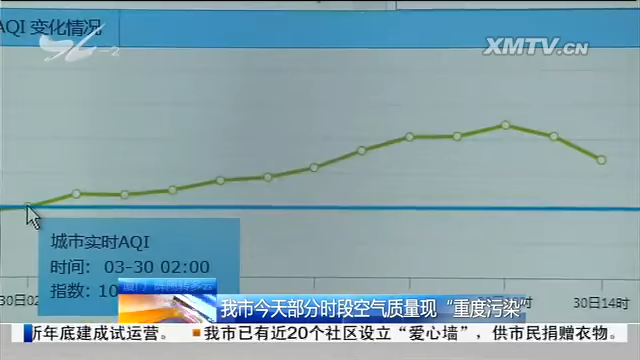 AQI 变化情况
XMTV.CN
城市实时AQI
时间： 03-30 02:00
指数：10
30日02
30日14时
我市今天部分时段空气质量现“重度污染”
年底建成试运营。 我市已有近20个社区设立“爱心墙”，供市民捐赠衣物。